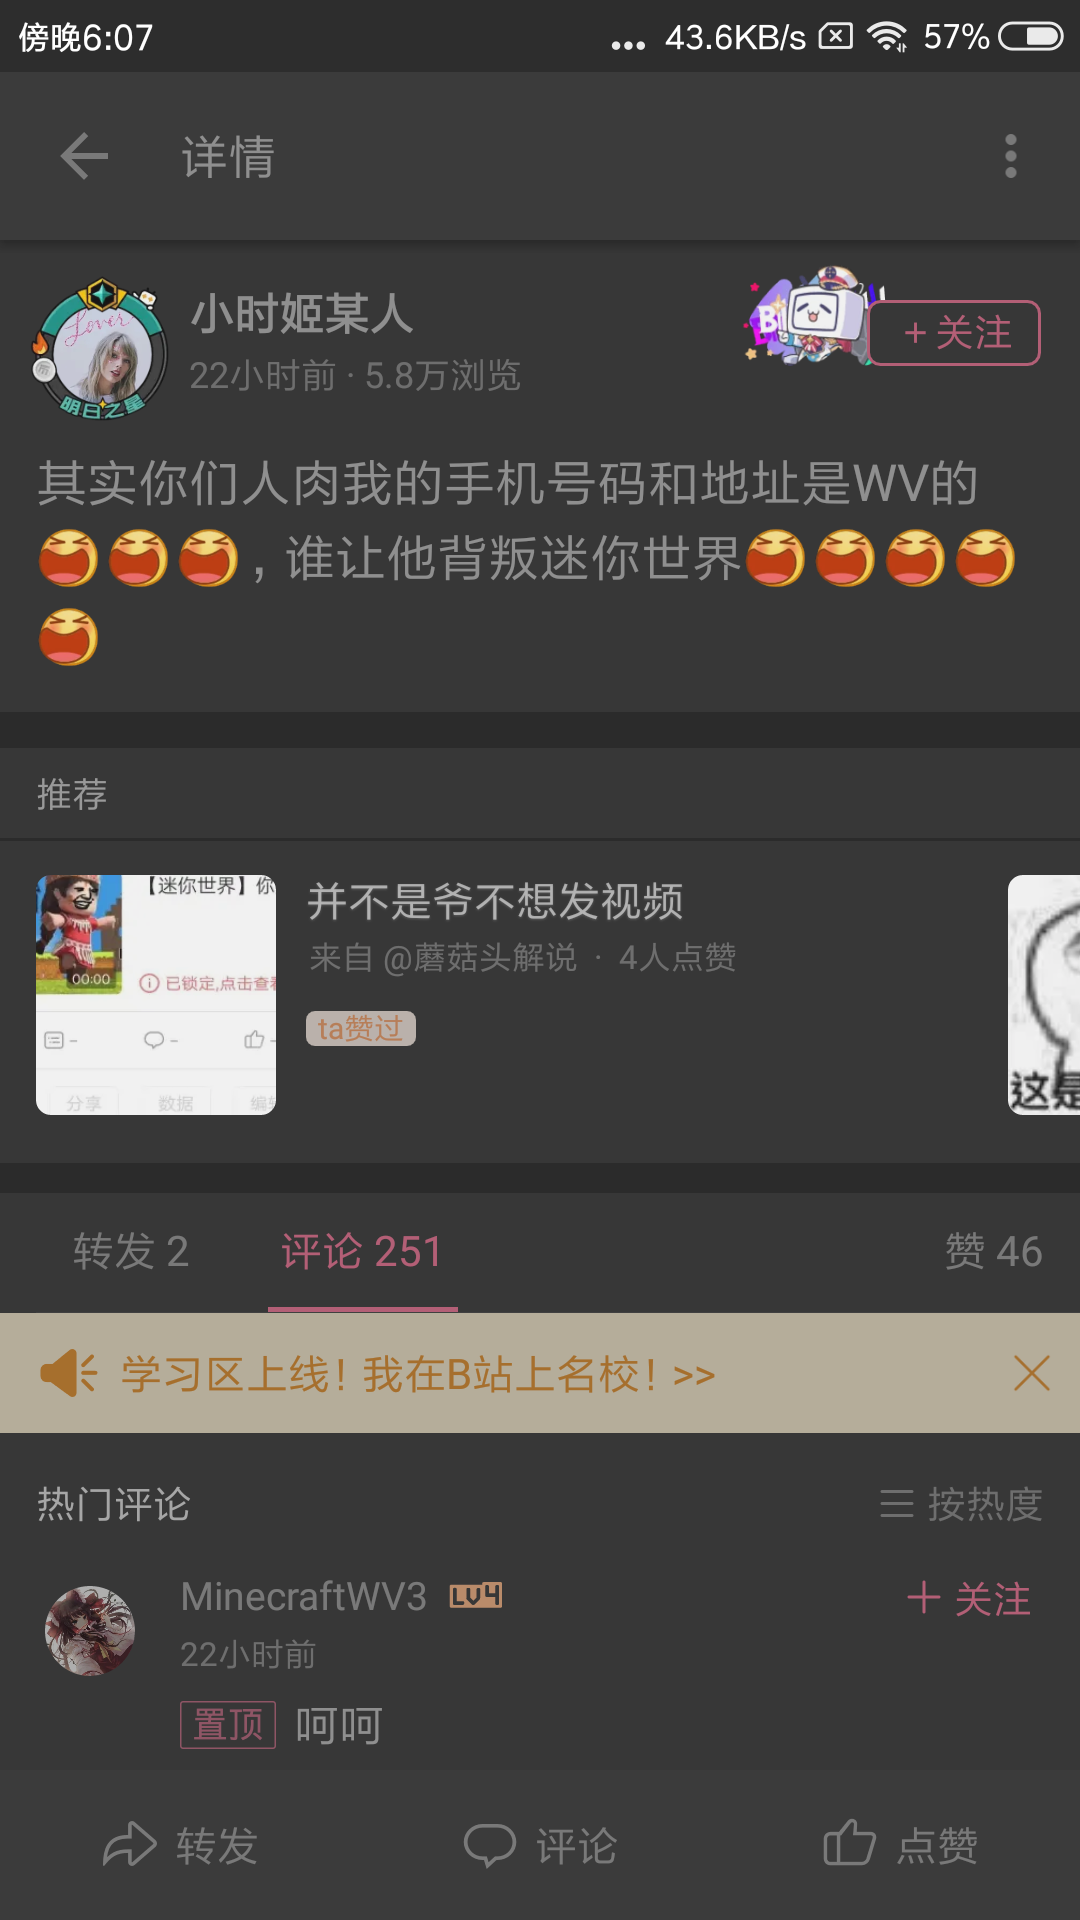 傍晚6:07
... 43.6KB/s 57%
详情
小时姬某人
22小时前 · 5.8万浏览
+关注
Lover
明日之星
其实你们人肉我的手机号码和地址是WV的
，谁让他背叛迷你世界
推荐
【迷你世界】你
00:00
已锁定,点击查看
分享 数据 编辑
并不是爷不想发视频
来自 @蘑菇头解说 · 4人点赞
ta赞过
这是
转发 2 评论 251 赞 46
学习区上线！我在B站上名校！>>
热门评论
按热度
MinecraftWV3 LV4
+ 关注
22小时前
置顶 呵呵
转发 评论 点赞